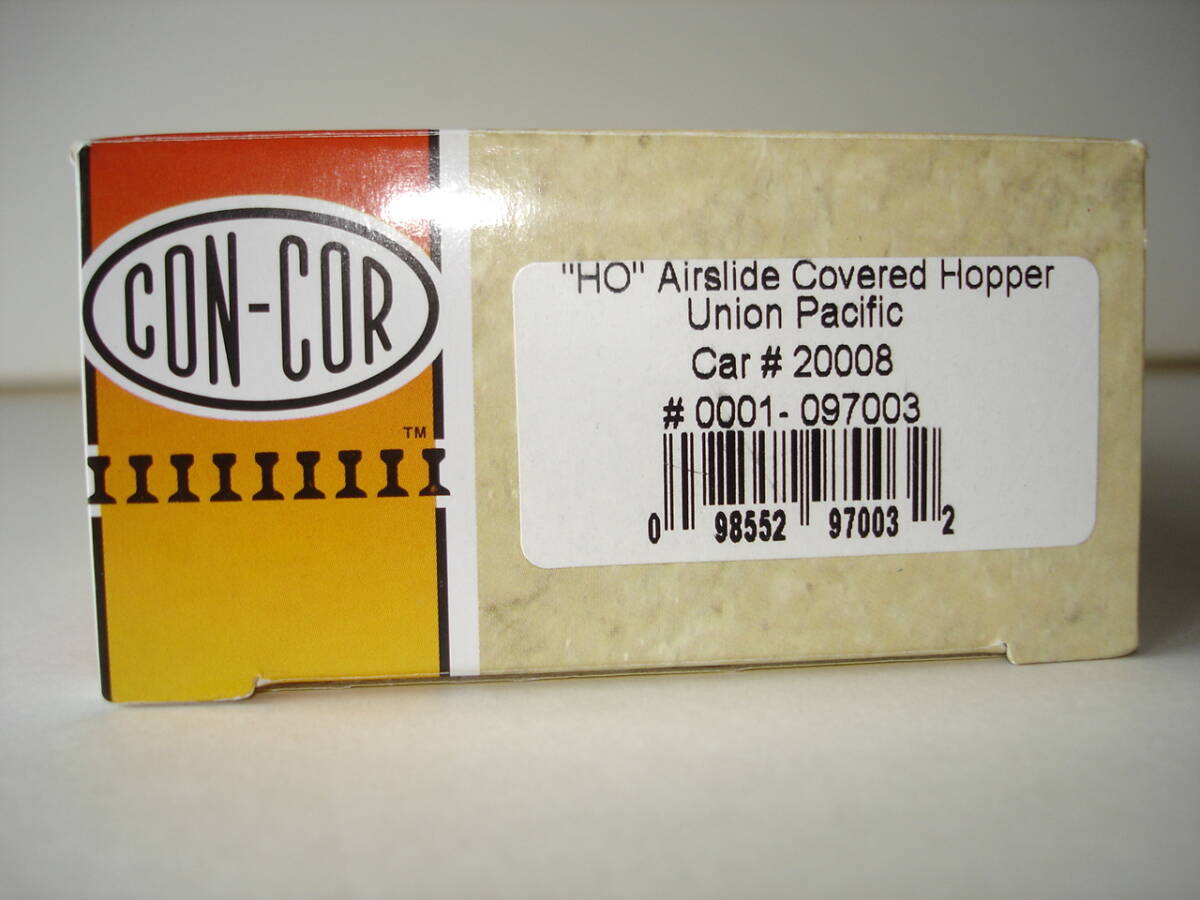 CON-COR
TM
"HO" Airslide Covered Hopper
Union Pacific
Car # 20008
# 0001- 097003
0 98552 97003 2